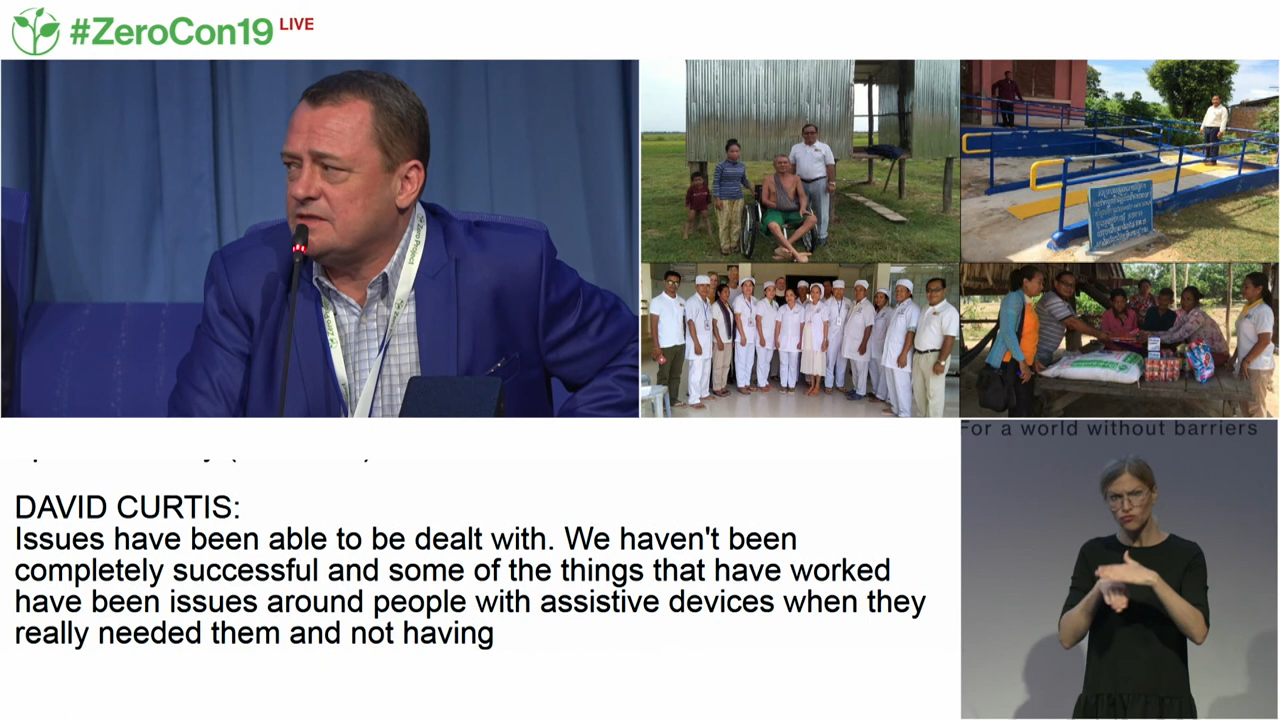 #ZeroCon19 LIVE
Zero Project
For a world without barriers
DAVID CURTIS:
Issues have been able to be dealt with. We haven't been
completely successful and some of the things that have worked
have been issues around people with assistive devices when they
really needed them and not having